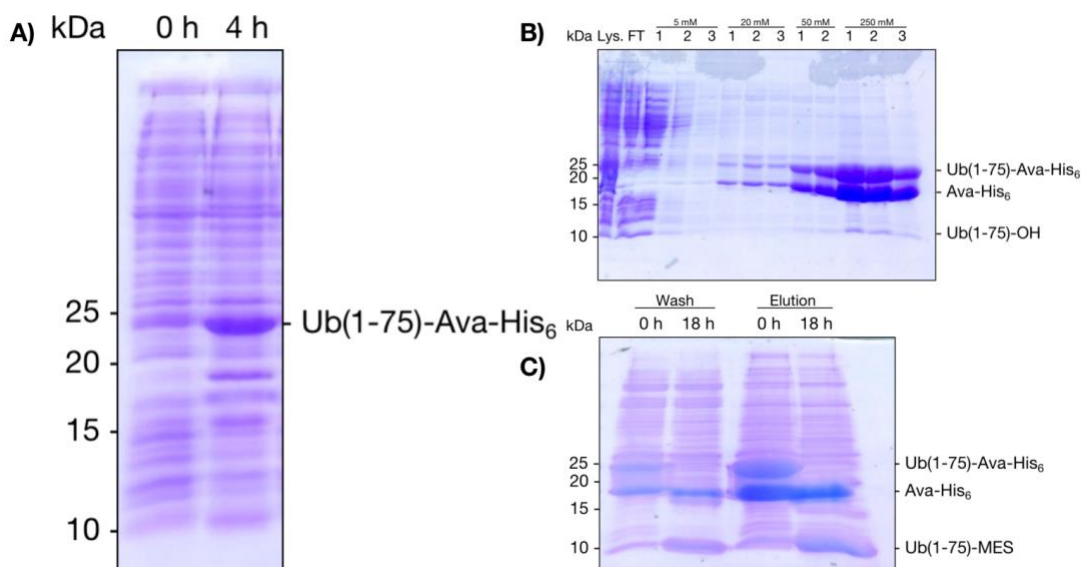 A)
kDa 0 h 4 h
25
Ub(1-75)-Ava-His₆
20
15
10
B)
5 mM 20 mM 50 mM 250 mM
kDa Lys. FT 1 2 3 1 2 3 1 2 1 2 3
25
Ub(1-75)-Ava-His₆
20
Ava-His₆
15
10
Ub(1-75)-OH
C)
Wash Elution
kDa 0 h 18 h 0 h 18 h
25
Ub(1-75)-Ava-His₆
20
Ava-His₆
15
10
Ub(1-75)-MES